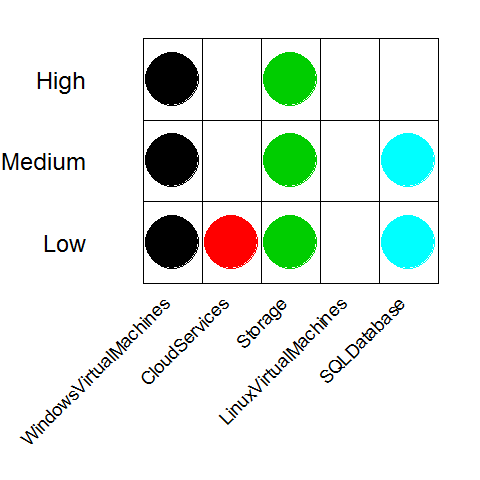 High
Medium
Low
WindowsVirtualMachines
CloudServices
Storage
LinuxVirtualMachines
SQLDatabase